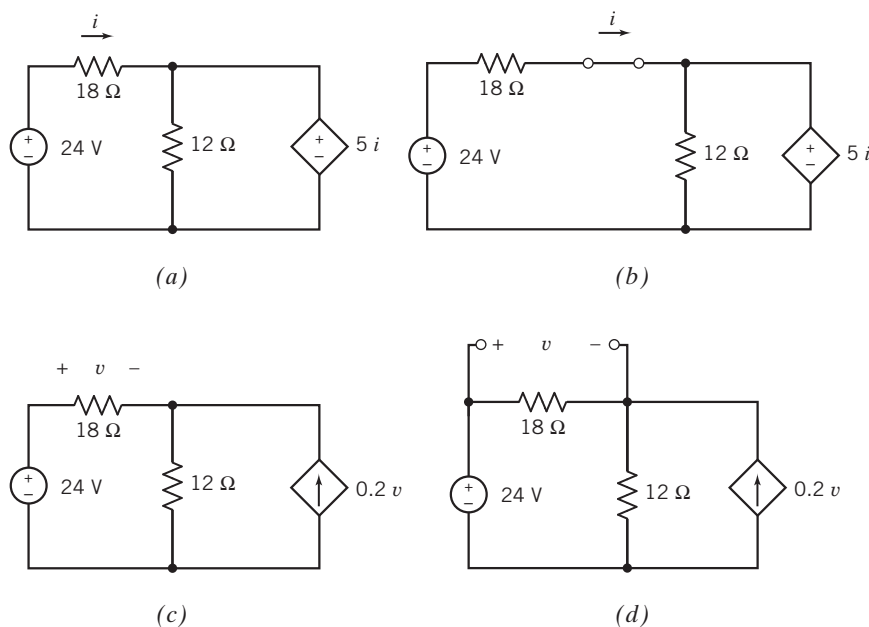 i i
18 Ω 18 Ω
+ − 24 V 12 Ω + − 5 i + − 24 V 12 Ω + − 5 i
(a) (b)
+ v − + v −
18 Ω 18 Ω
+ − 24 V 12 Ω 0.2 v + − 24 V 12 Ω 0.2 v
(c) (d)